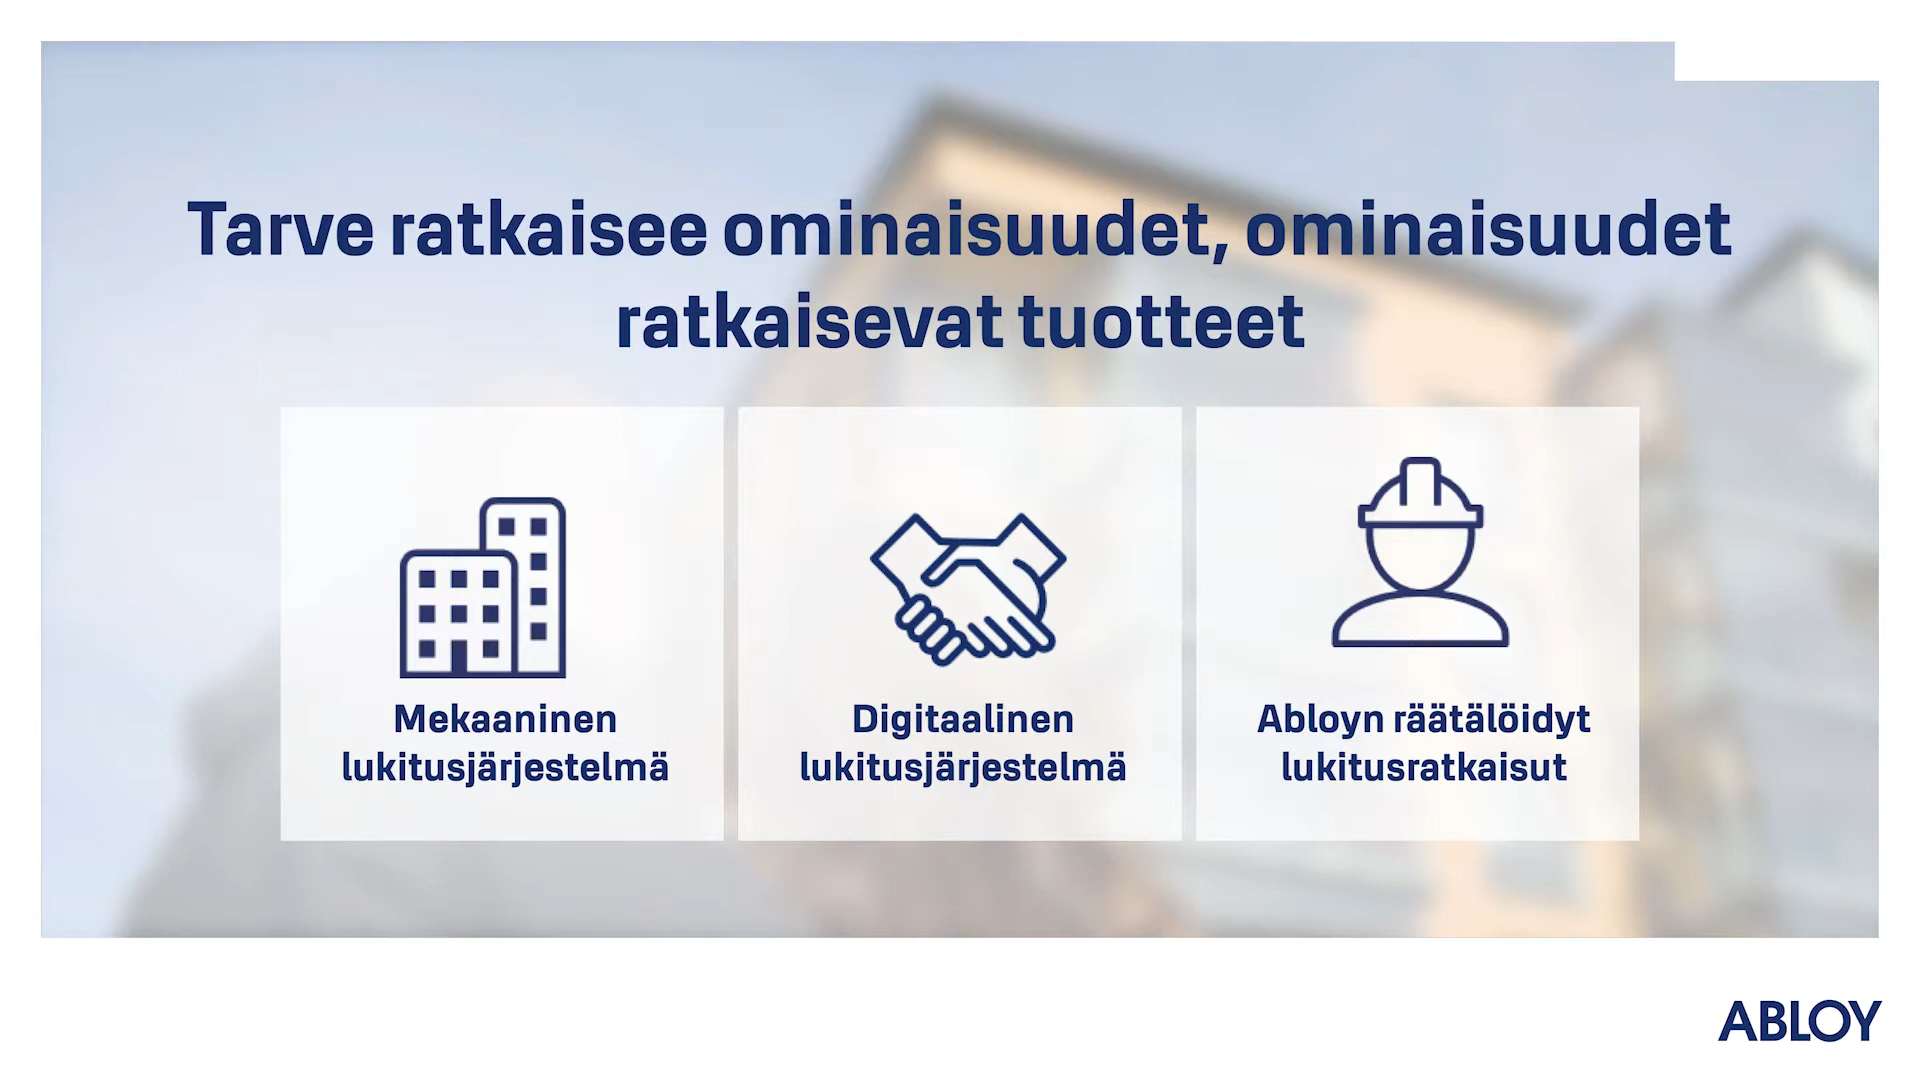 Tarve ratkaisee ominaisuudet, ominaisuudet
ratkaisevat tuotteet
Mekaaninen
lukitusjärjestelmä
Digitaalinen
lukitusjärjestelmä
Abloyn räätälöidyt
lukitusratkaisut
ABLOY